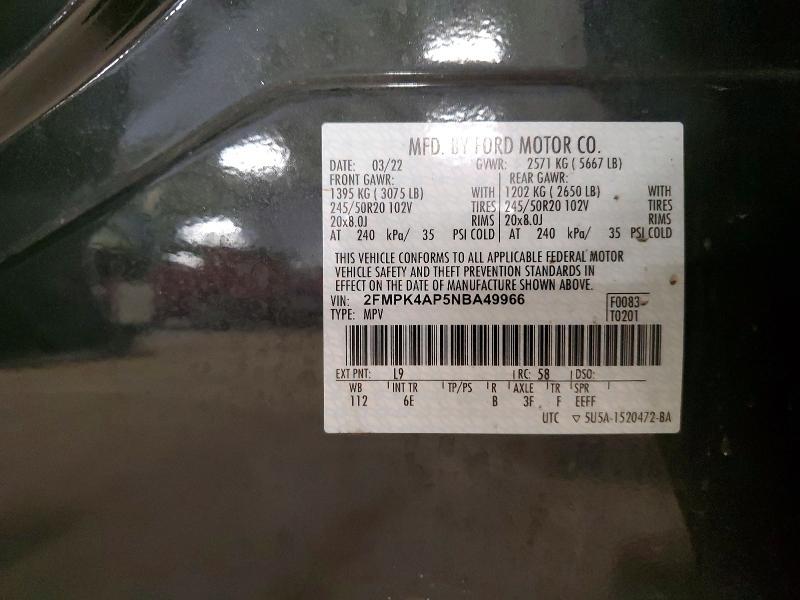 MFD. BY FORD MOTOR CO.
DATE: 03/22 GVWR: 2571 KG ( 5667 LB)
FRONT GAWR: REAR GAWR:
1395 KG ( 3075 LB) WITH 1202 KG ( 2650 LB) WITH
245/50R20 102V TIRES 245/50R20 102V TIRES
20x8.0J RIMS 20x8.0J RIMS
AT 240 kPa/ 35 PSI COLD AT 240 kPa/ 35 PSI COLD
THIS VEHICLE CONFORMS TO ALL APPLICABLE FEDERAL MOTOR
VEHICLE SAFETY AND THEFT PREVENTION STANDARDS IN
EFFECT ON THE DATE OF MANUFACTURE SHOWN ABOVE.
VIN: 2FMPK4AP5NBA49966 F0083
TYPE: MPV T0201
EXT PNT: L9 RC: 58 DSO:
WB INT TR TP/PS R AXLE TR SPR
112 6E B 3F F EEFF
UTC ▽ 5U5A-1520472-BA